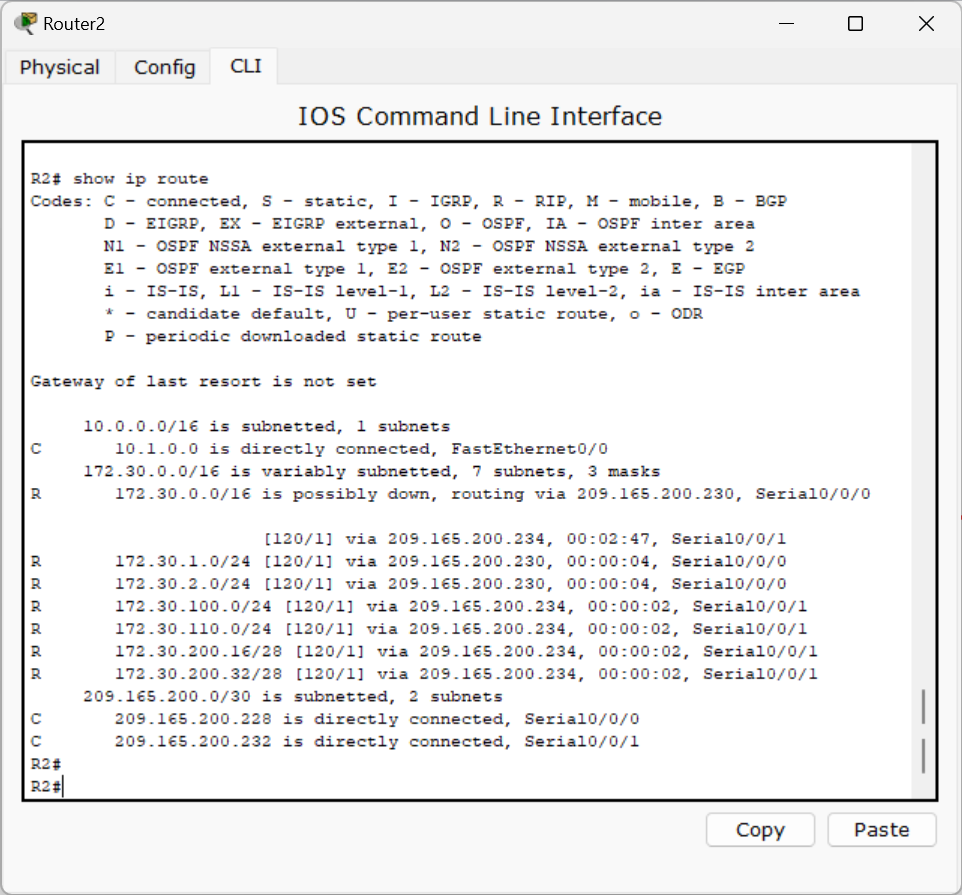 Router2
Physical Config CLI
IOS Command Line Interface
R2# show ip route
Codes: C - connected, S - static, I - IGRP, R - RIP, M - mobile, B - BGP
       D - EIGRP, EX - EIGRP external, O - OSPF, IA - OSPF inter area
       N1 - OSPF NSSA external type 1, N2 - OSPF NSSA external type 2
       E1 - OSPF external type 1, E2 - OSPF external type 2, E - EGP
       i - IS-IS, L1 - IS-IS level-1, L2 - IS-IS level-2, ia - IS-IS inter area
       * - candidate default, U - per-user static route, o - ODR
       P - periodic downloaded static route
Gateway of last resort is not set
     10.0.0.0/16 is subnetted, 1 subnets
C       10.1.0.0 is directly connected, FastEthernet0/0
     172.30.0.0/16 is variably subnetted, 7 subnets, 3 masks
R       172.30.0.0/16 is possibly down, routing via 209.165.200.230, Serial0/0/0
                      [120/1] via 209.165.200.234, 00:02:47, Serial0/0/1
R       172.30.1.0/24 [120/1] via 209.165.200.230, 00:00:04, Serial0/0/0
R       172.30.2.0/24 [120/1] via 209.165.200.230, 00:00:04, Serial0/0/0
R       172.30.100.0/24 [120/1] via 209.165.200.234, 00:00:02, Serial0/0/1
R       172.30.110.0/24 [120/1] via 209.165.200.234, 00:00:02, Serial0/0/1
R       172.30.200.16/28 [120/1] via 209.165.200.234, 00:00:02, Serial0/0/1
R       172.30.200.32/28 [120/1] via 209.165.200.234, 00:00:02, Serial0/0/1
     209.165.200.0/30 is subnetted, 2 subnets
C       209.165.200.228 is directly connected, Serial0/0/0
C       209.165.200.232 is directly connected, Serial0/0/1
R2#
R2#
Copy Paste